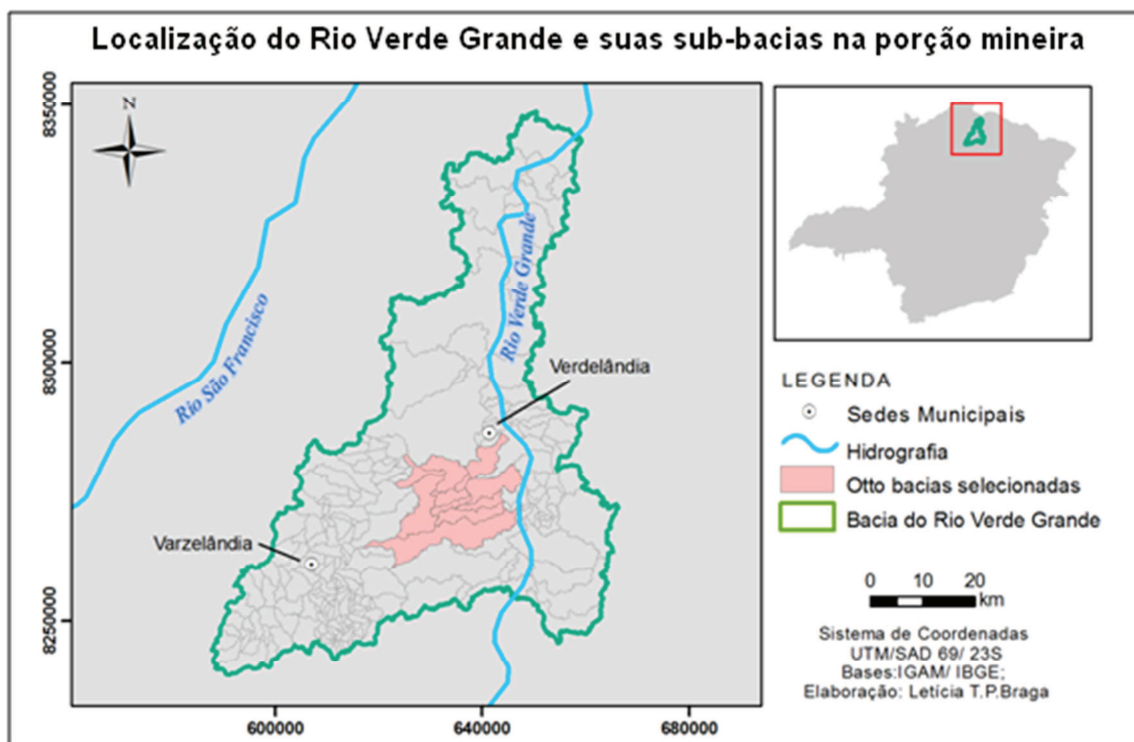 Localização do Rio Verde Grande e suas sub-bacias na porção mineira
8350000
8300000
8250000
N
Rio São Francisco
Rio Verde Grande
Verdelândia
Varzelândia
600000
640000
680000
LEGENDA
Sedes Municipais
Hidrografia
Otto bacias selecionadas
Bacia do Rio Verde Grande
0 10 20
km
Sistema de Coordenadas
UTM/SAD 69/ 23S
Bases:IGAM/ IBGE;
Elaboração: Letícia T.P.Braga